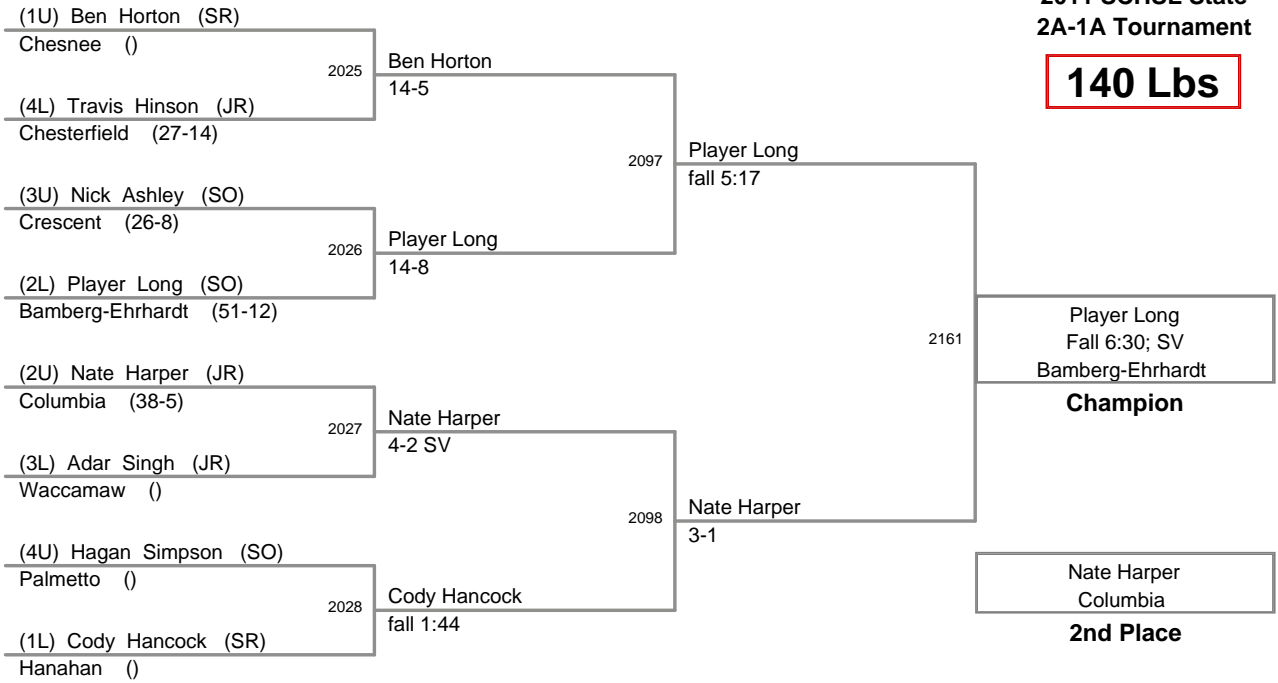 2A-1A Tournament
140 Lbs
(1U) Ben Horton (SR)
Chesnee ()
2025
Ben Horton
14-5
(4L) Travis Hinson (JR)
Chesterfield (27-14)
2097
Player Long
fall 5:17
(3U) Nick Ashley (SO)
Crescent (26-8)
2026
Player Long
14-8
(2L) Player Long (SO)
Bamberg-Ehrhardt (51-12)
2161
Player Long
Fall 6:30; SV
Bamberg-Ehrhardt
Champion
(2U) Nate Harper (JR)
Columbia (38-5)
2027
Nate Harper
4-2 SV
(3L) Adar Singh (JR)
Waccamaw ()
2098
Nate Harper
3-1
(4U) Hagan Simpson (SO)
Palmetto ()
2028
Cody Hancock
fall 1:44
(1L) Cody Hancock (SR)
Hanahan ()
Nate Harper
Columbia
2nd Place